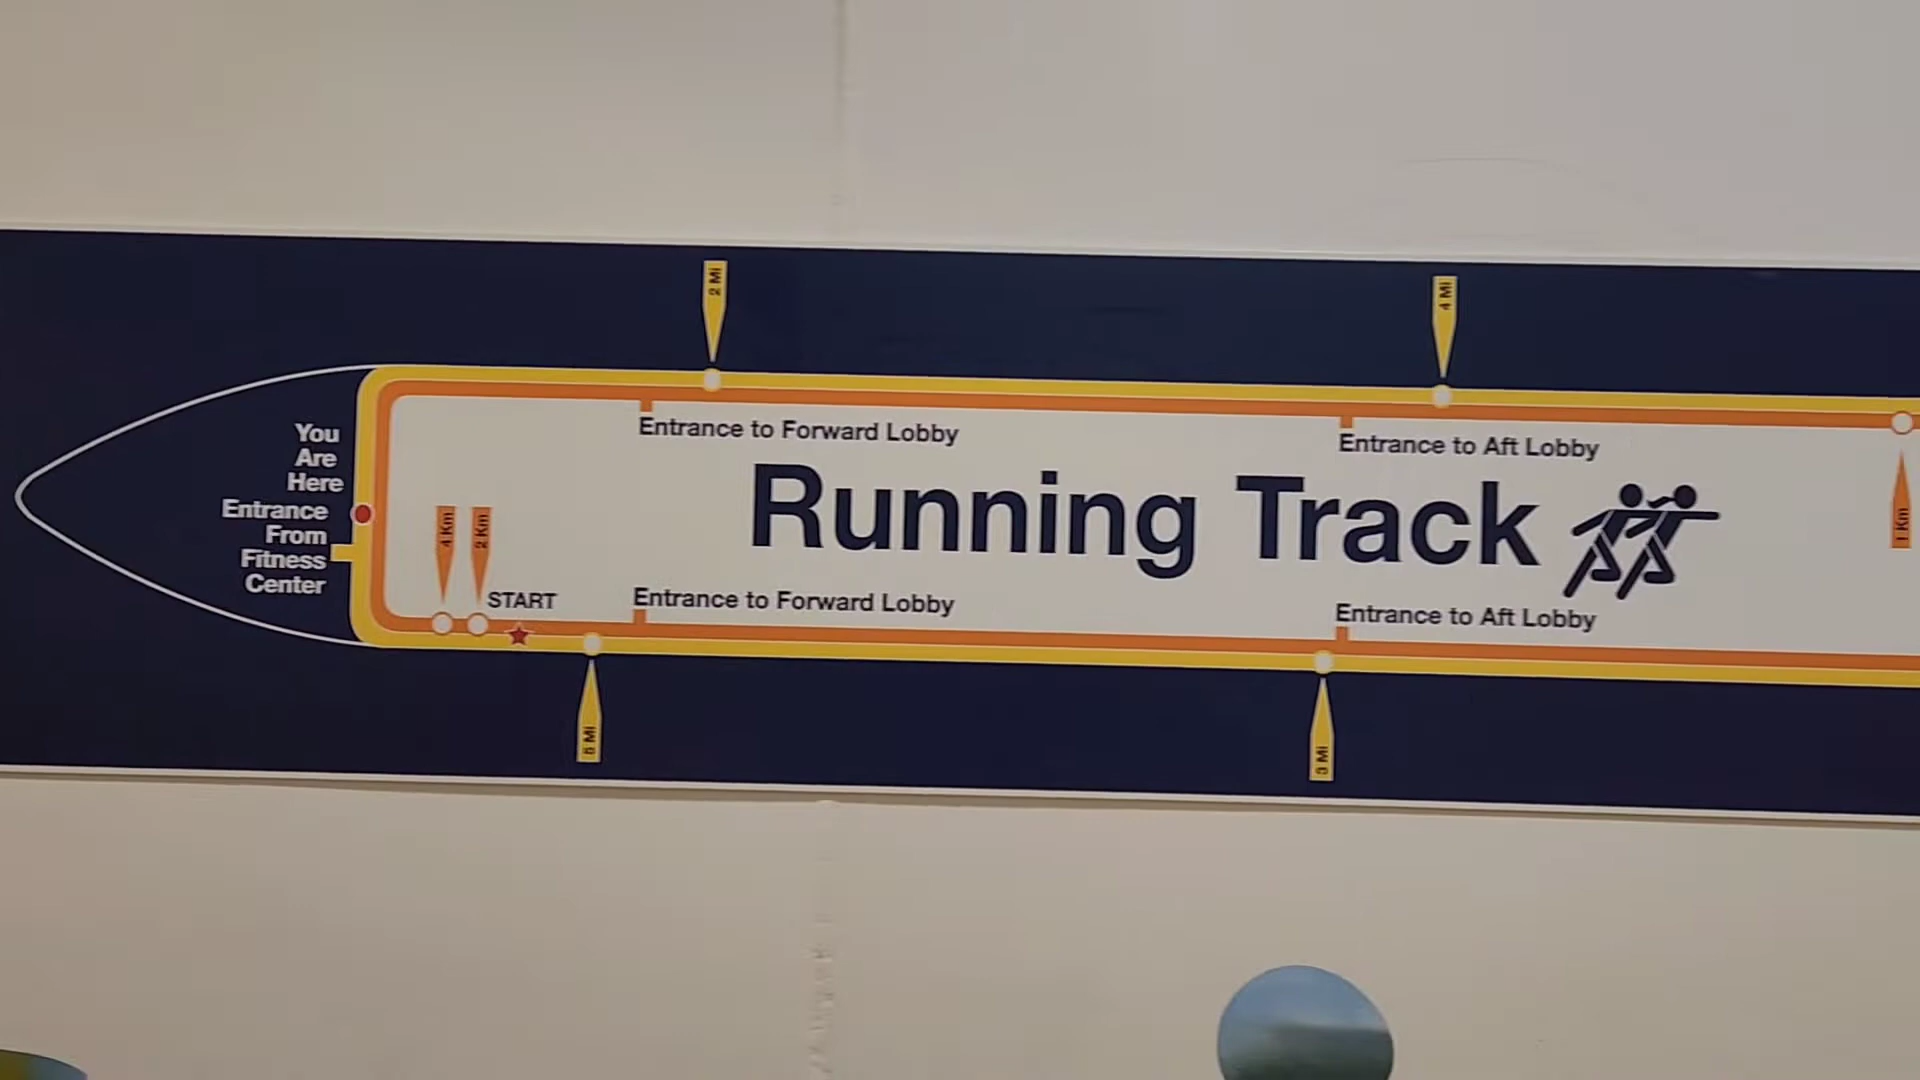 2 Mi
4 Mi
Entrance to Forward Lobby
Entrance to Aft Lobby
You
Are
Here
Entrance
From
Fitness
Center
Running Track
4 Km
2 Km
1 Km
START
Entrance to Forward Lobby
Entrance to Aft Lobby
5 Mi
3 Mi